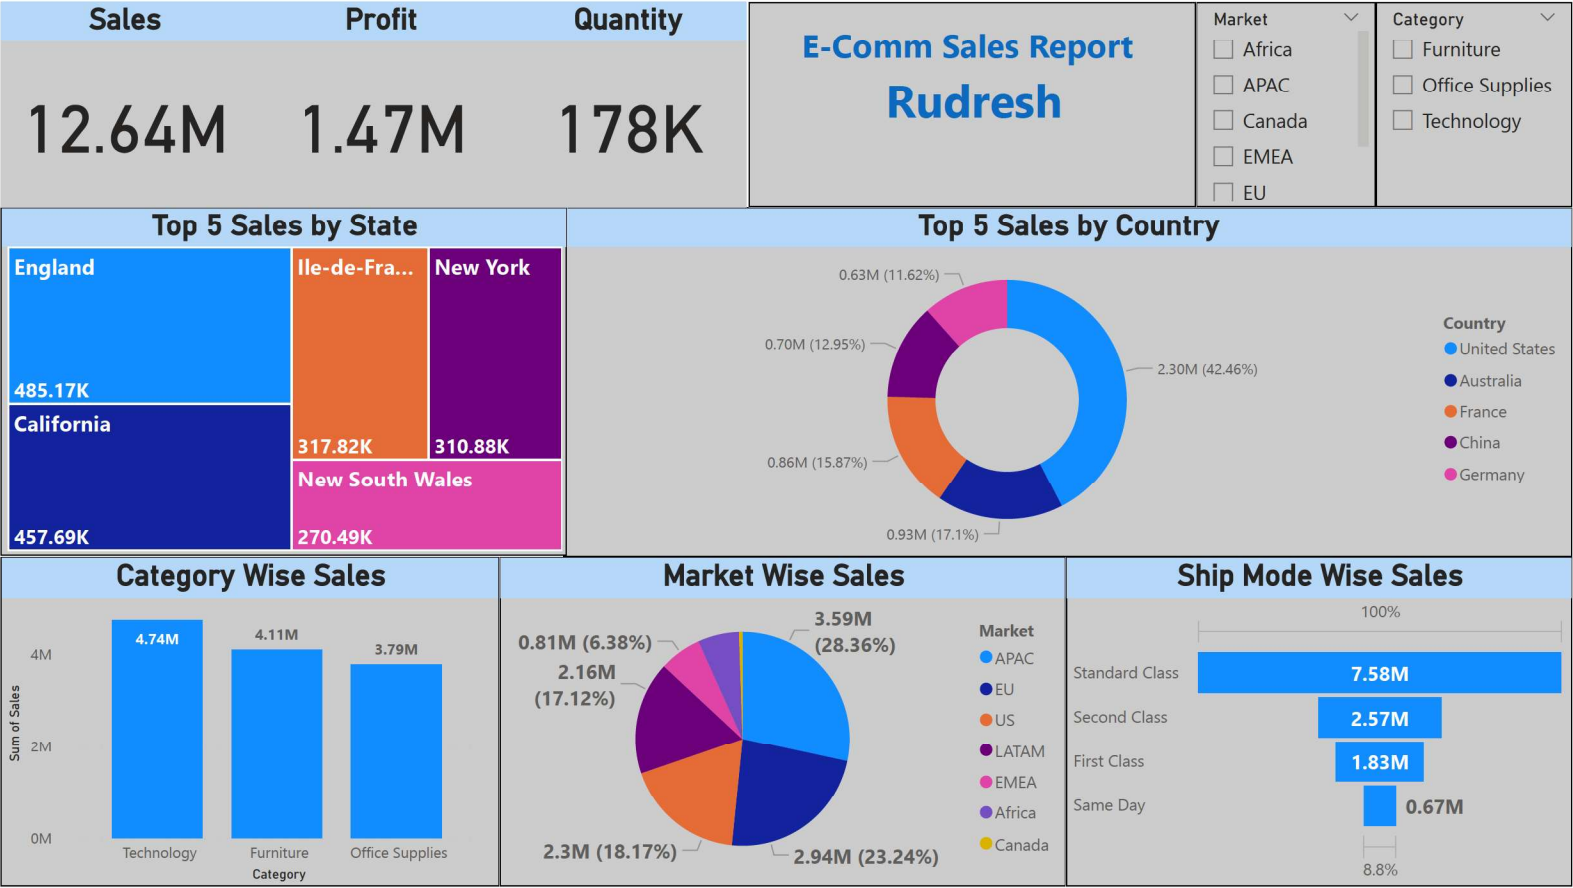 Sales
Profit
Quantity
12.64M
1.47M
178K
E-Comm Sales Report
Rudresh
Market
Africa
APAC
Canada
EMEA
EU
Category
Furniture
Office Supplies
Technology
Top 5 Sales by State
England
485.17K
California
457.69K
Ile-de-Fra...
317.82K
New York
310.88K
New South Wales
270.49K
Top 5 Sales by Country
0.63M (11.62%)
0.70M (12.95%)
2.30M (42.46%)
0.86M (15.87%)
0.93M (17.1%)
Country
United States
Australia
France
China
Germany
Category Wise Sales
Sum of Sales
4M
2M
0M
4.74M
4.11M
3.79M
Technology
Furniture
Office Supplies
Category
Market Wise Sales
3.59M
(28.36%)
0.81M (6.38%)
2.16M
(17.12%)
2.3M (18.17%)
2.94M (23.24%)
Market
APAC
EU
US
LATAM
EMEA
Africa
Canada
Ship Mode Wise Sales
100%
Standard Class
7.58M
Second Class
2.57M
First Class
1.83M
Same Day
0.67M
8.8%